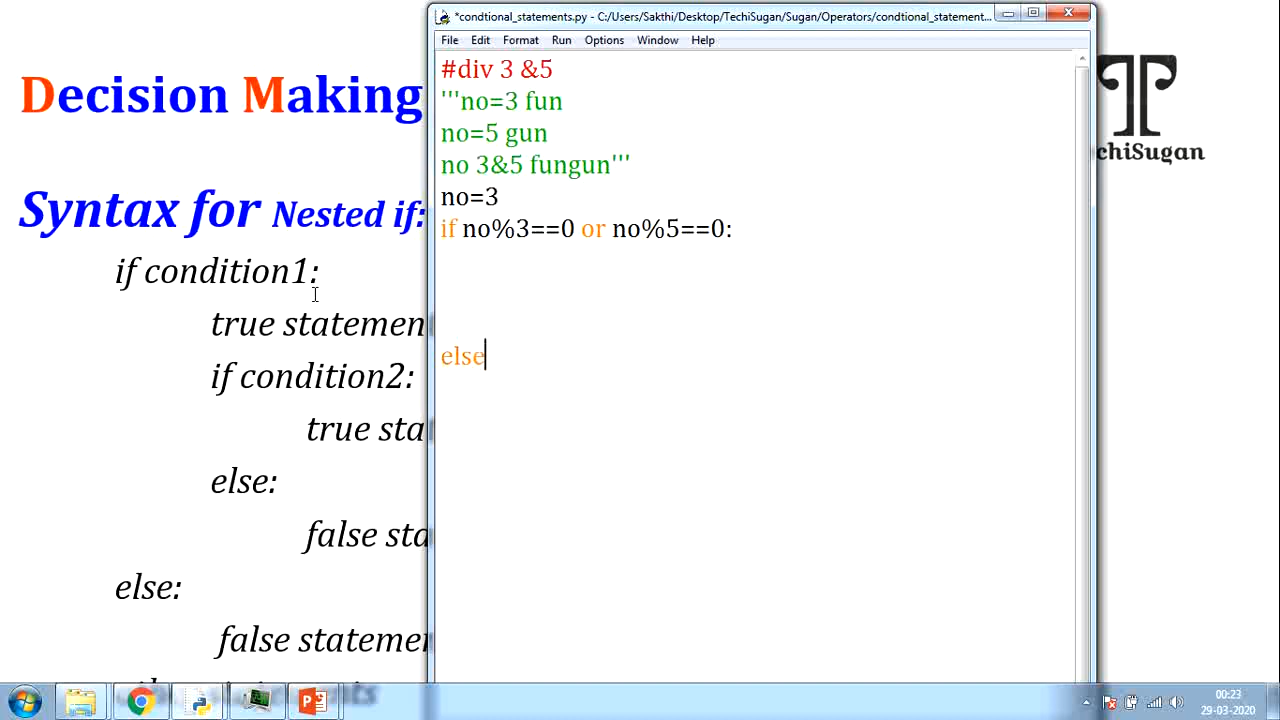 *condtional_statements.py - C:/Users/Sakthi/Desktop/TechiSugan/Sugan/Operators/condtional_statement...
File Edit Format Run Options Window Help
Decision Making
Syntax for Nested if:
if condition1:
true statemen
if condition2:
true sta
else:
false sta
else:
false statemen
#div 3 &5
'''no=3 fun
no=5 gun
no 3&5 fungun'''
no=3
if no%3==0 or no%5==0:
else
chiSugan
00:23
29-03-2020